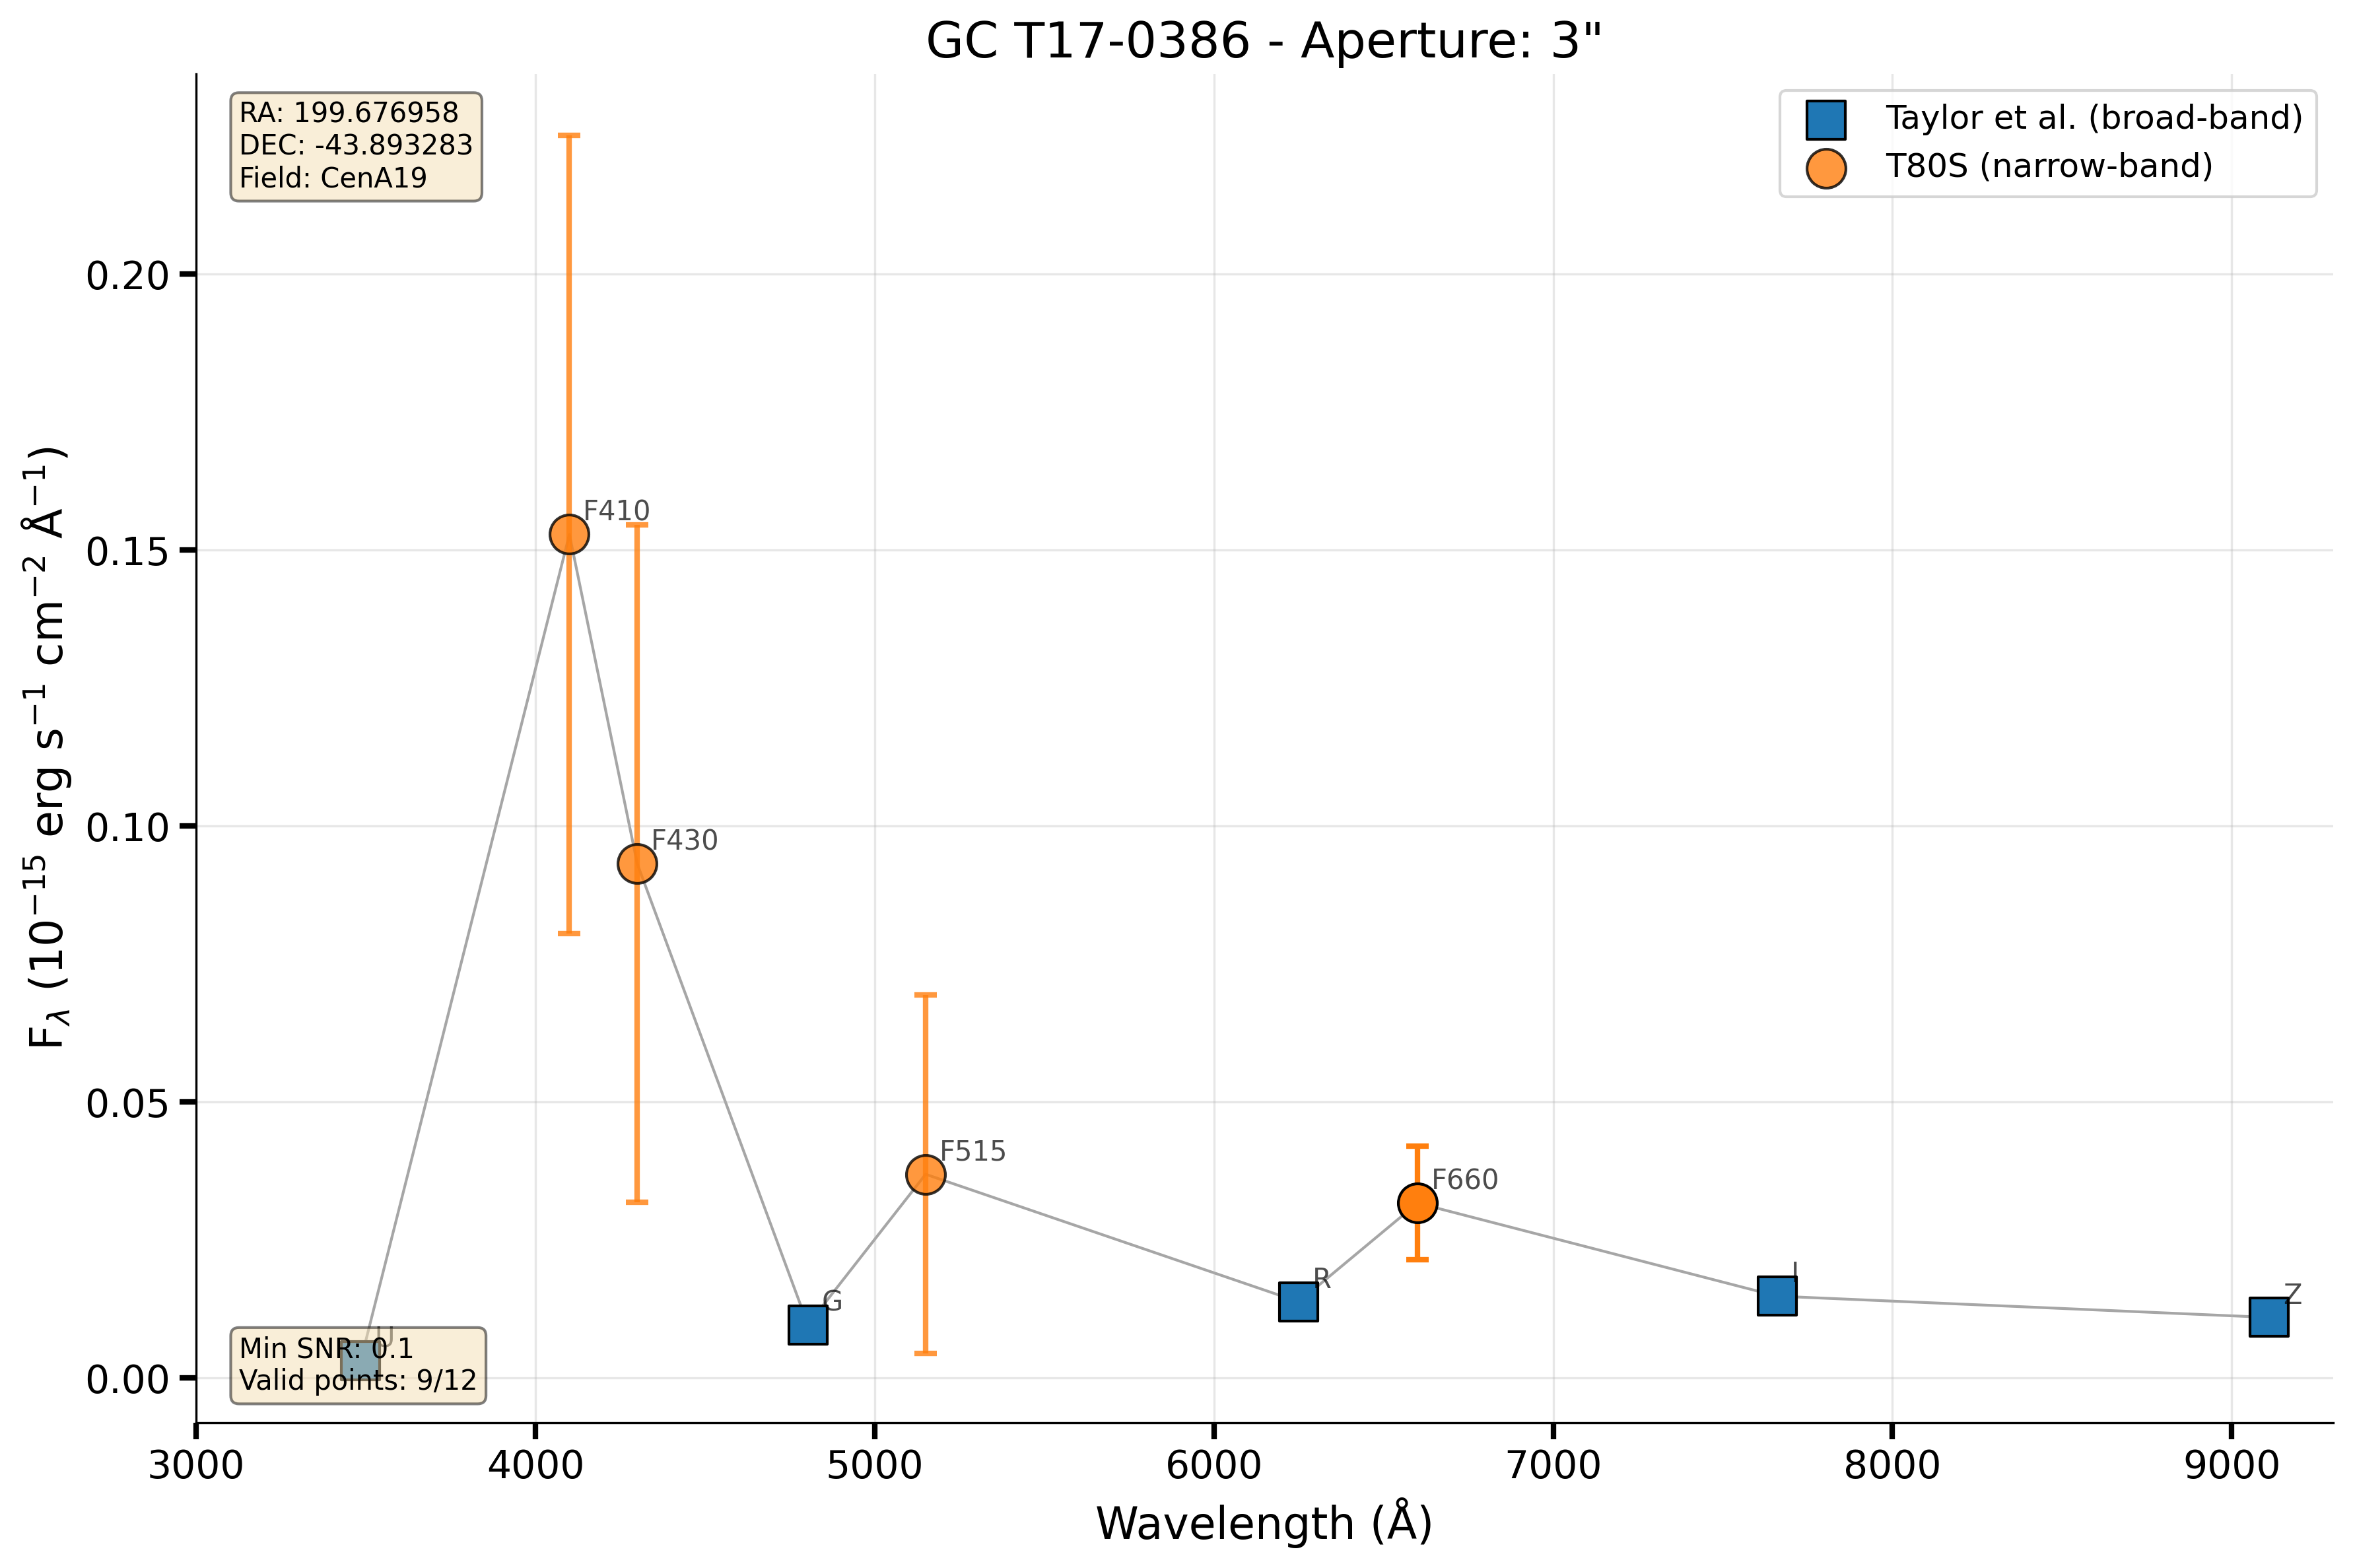 GC T17-0386 - Aperture: 3"
RA: 199.676958
DEC: -43.893283
Field: CenA19
Taylor et al. (broad-band)
T80S (narrow-band)
F_λ (10⁻¹⁵ erg s⁻¹ cm⁻² Å⁻¹)
0.20
0.15
0.10
0.05
0.00
F410
F430
F515
F660
U
G
R
I
Z
Min SNR: 0.1
Valid points: 9/12
3000
4000
5000
6000
7000
8000
9000
Wavelength (Å)